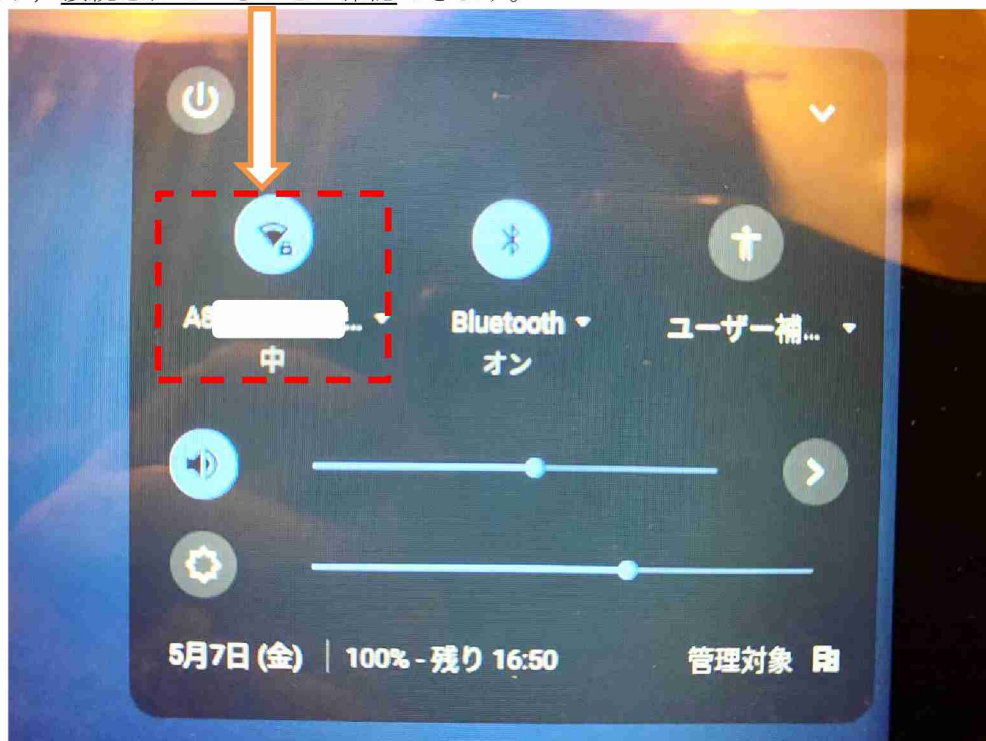 A8
...
中
Bluetooth
オン
ユーザー補...
5月7日 (金) | 100% - 残り 16:50
管理対象